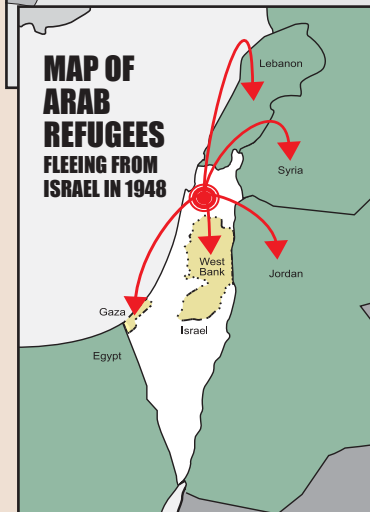 MAP OF
ARAB
REFUGEES
FLEEING FROM
ISRAEL IN 1948
Lebanon
Syria
West
Bank
Jordan
Gaza
Israel
Egypt